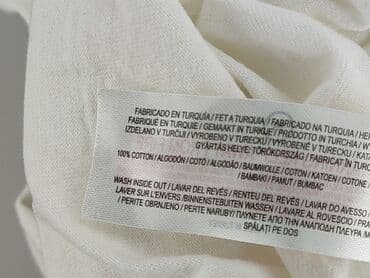 FABRICADO EN TURQUÍA / FET A TURQUIA / FABRICADO NA TURQUIA / HE
FABRIQUÉ EN TURQUIE / GEMAAKT IN TURKIJE / PRODOTTO IN TURCHIA / W
IZDELANO V TURČIJI / VYROBENO V TURECKU / VYROBENÉ V TURECKU / KATA
GYÁRTÁS HELYE: TÖRÖKORSZÁG / FABRICAT ÎN TURC
100% COTTON / ALGODÓN / COTÓ / ALGODÃO / BAUMWOLLE / COTON / KATOEN / COTONE /
/ BAMBAKI / PAMUT / BUMBAC
WASH INSIDE OUT / LAVAR DEL REVÉS / RENTEU DEL REVÉS / LAVAR DO AVESSO /
LAVER SUR L'ENVERS / BINNENSTEBUITEN WASSEN / LAVARE AL ROVESCIO / PRAĆ
/ PERITE OBRNJENO / PERTE NARUBY / ΠΛΥΝΕΤΕ ΑΠΟ ΤΗΝ ΑΝΑΠΟΔΗ ΠΛΕΥΡΑ / M
SPĂLAȚI PE DOS